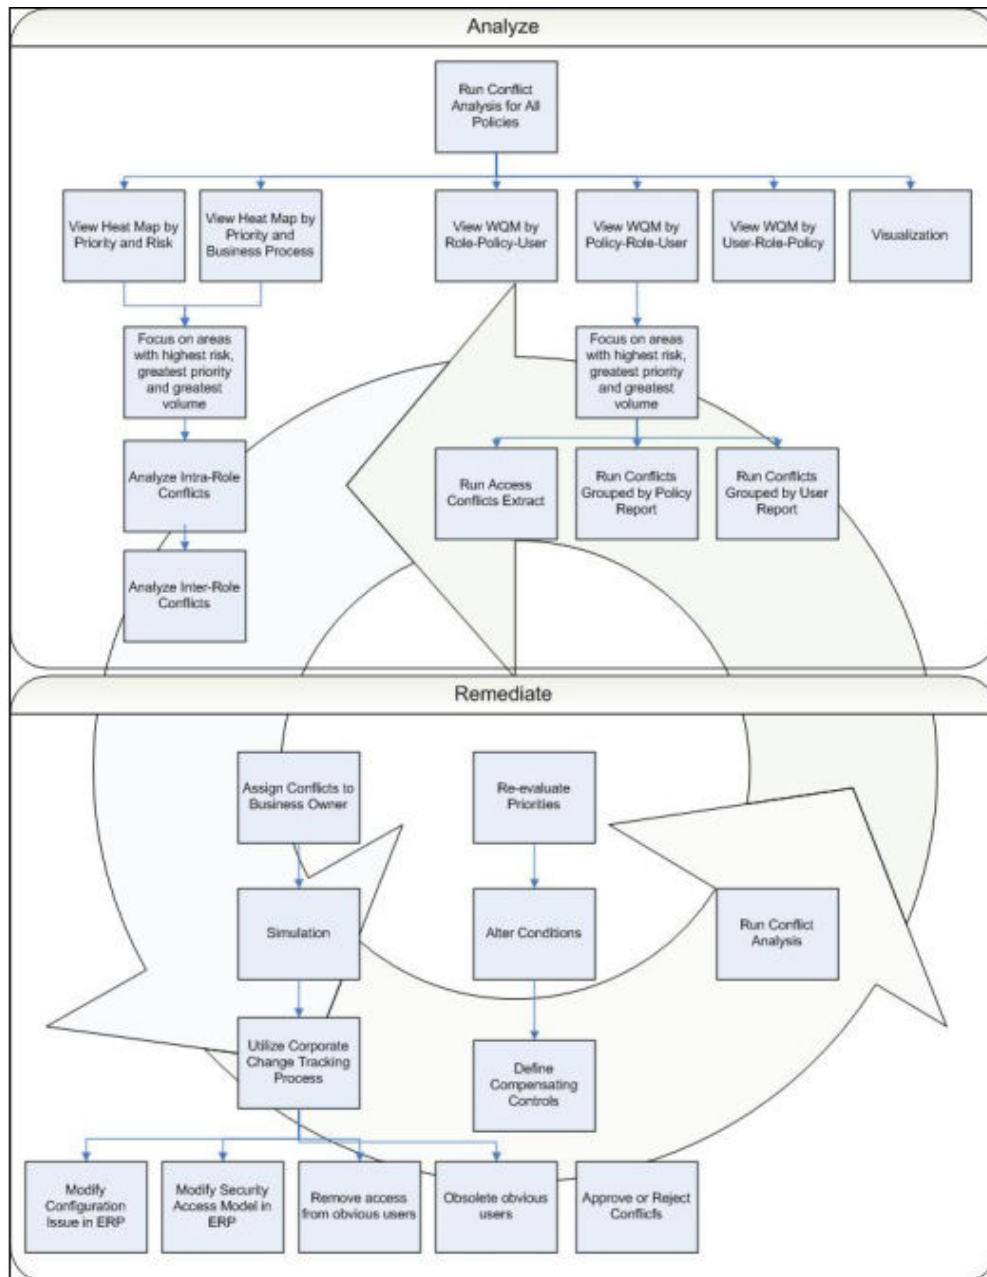 Analyze
Run Conflict
Analysis for All
Policies
View Heat Map by
Priority and Risk
View Heat Map by
Priority and
Business Process
View WQM by
Role-Policy-User
View WQM by
Policy-Role-User
View WQM by
User-Role-Policy
Visualization
Focus on areas
with highest risk,
greatest priority
and greatest
volume
Focus on areas
with highest risk,
greatest priority
and greatest
volume
Analyze Intra-Role
Conflicts
Run Access
Conflicts Extract
Run Conflicts
Grouped by Policy
Report
Run Conflicts
Grouped by User
Report
Analyze Inter-Role
Conflicts
Remediate
Assign Conflicts to
Business Owner
Re-evaluate
Priorities
Simulation
Alter Conditions
Run Conflict
Analysis
Utilize Corporate
Change Tracking
Process
Define
Compensating
Controls
Modify
Configuration
Issue in ERP
Modify Security
Access Model in
ERP
Remove access
from obvious users
Obsolete obvious
users
Approve or Reject
Conflicfs